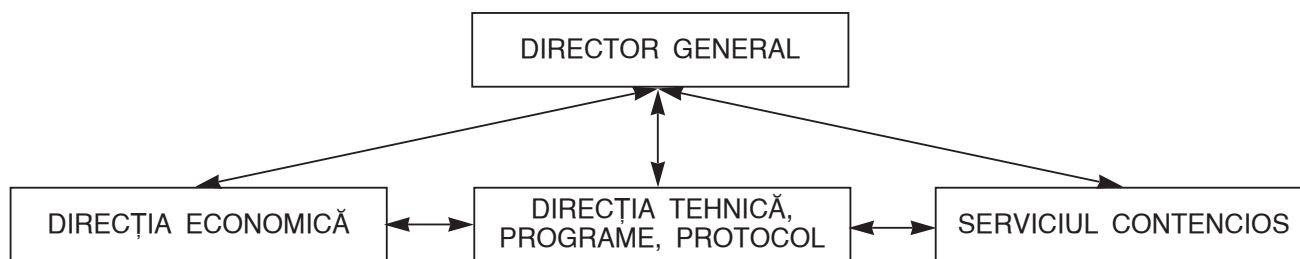 DIRECTOR GENERAL
DIRECȚIA ECONOMICĂ
DIRECȚIA TEHNICĂ,
PROGRAME, PROTOCOL
SERVICIUL CONTENCIOS